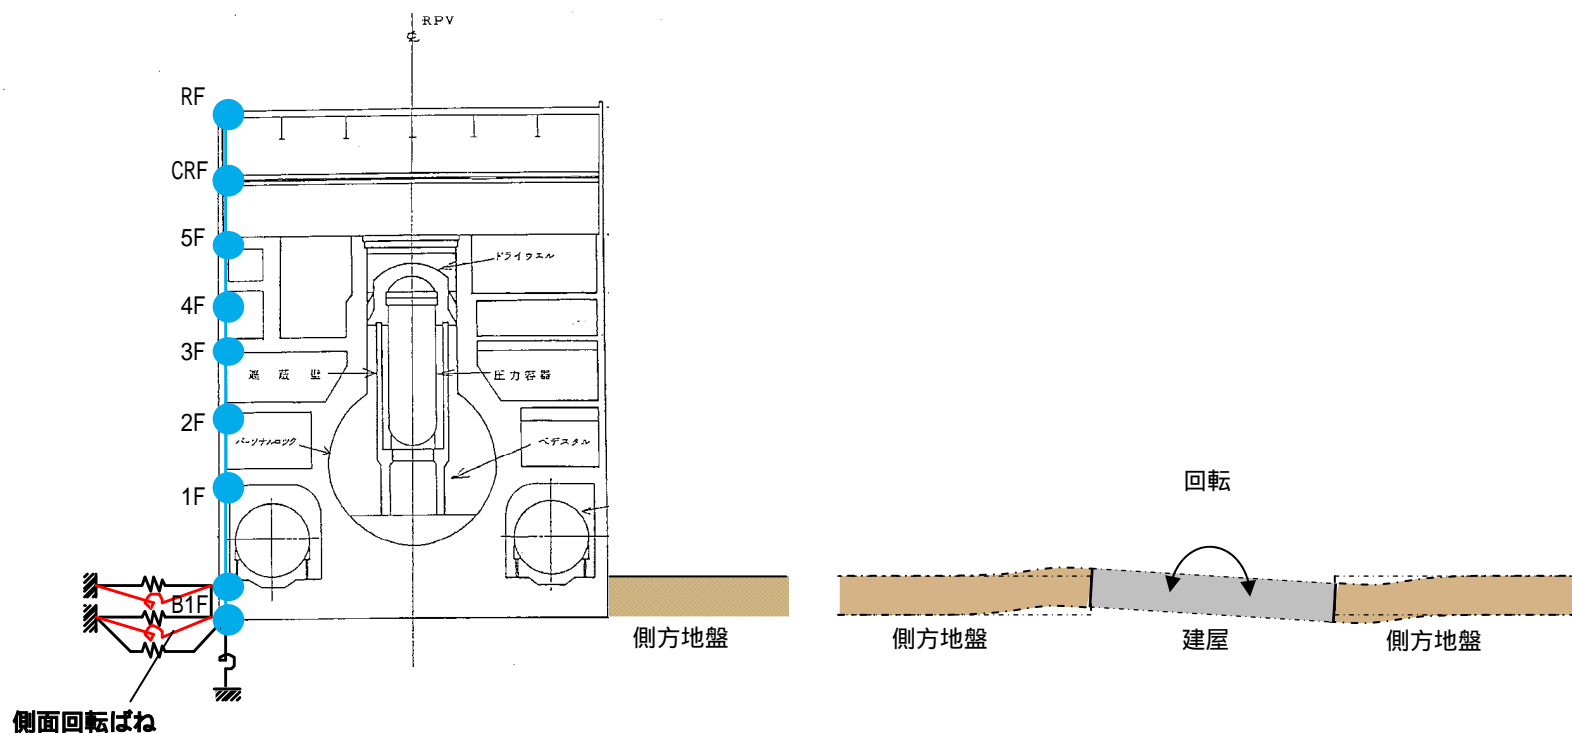 RPV
RF
CRF
5F
ドライウエル
4F
3F
遮蔽壁
圧力容器
2F
パーソナルロック
ペデスタル
1F
B1F
側方地盤
側面回転ばね
回転
側方地盤
建屋
側方地盤